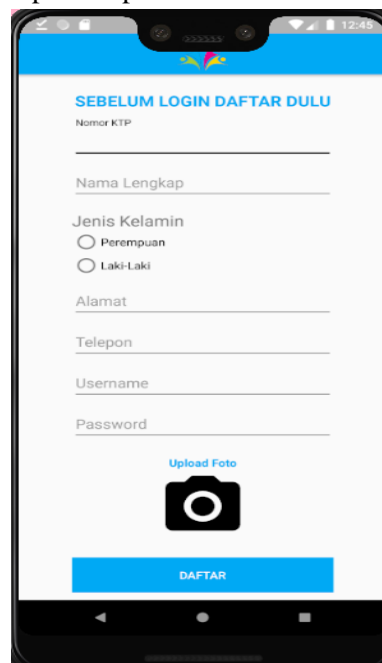 12:45
SEBELUM LOGIN DAFTAR DULU
Nomor KTP
Nama Lengkap
Jenis Kelamin
Perempuan
Laki-Laki
Alamat
Telepon
Username
Password
Upload Foto
DAFTAR